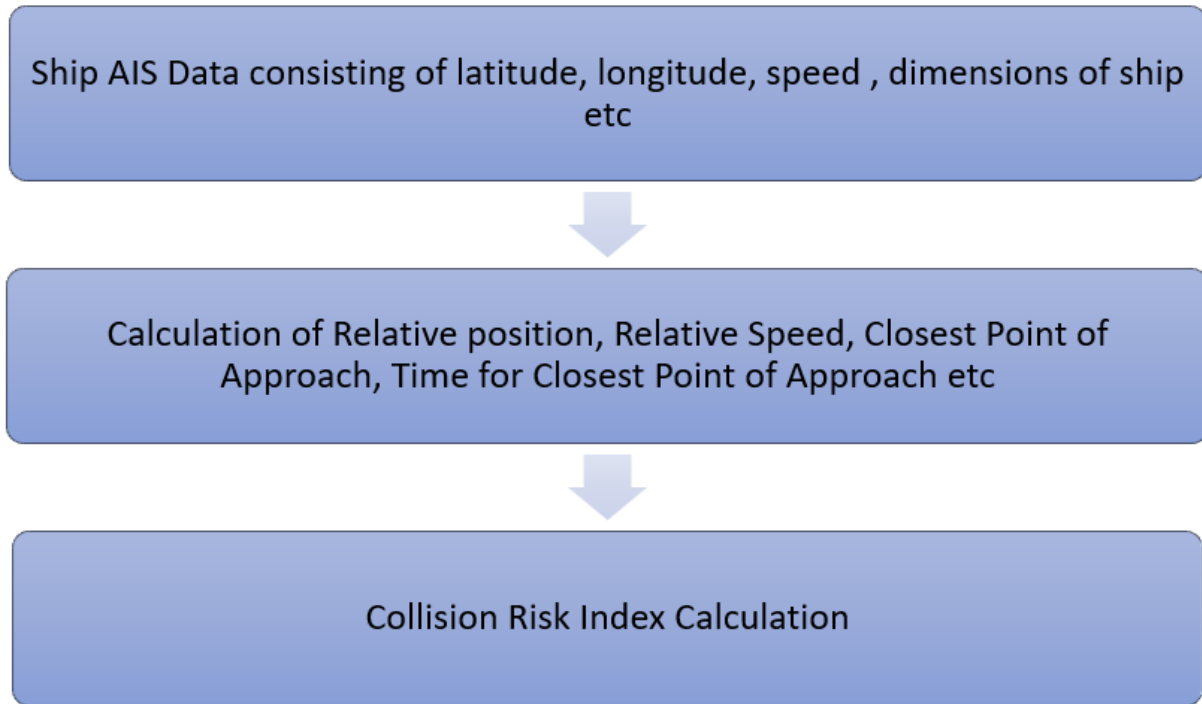 Ship AIS Data consisting of latitude, longitude, speed , dimensions of ship
etc
Calculation of Relative position, Relative Speed, Closest Point of
Approach, Time for Closest Point of Approach etc
Collision Risk Index Calculation